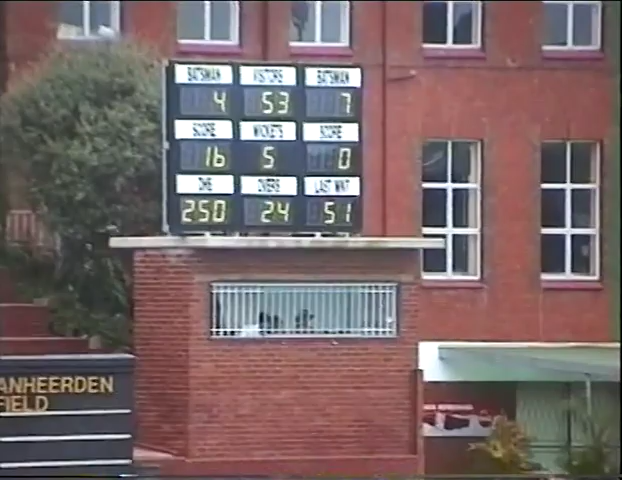 BATSMAN VISITORS BATSMAN
4 53 7
SCORE WICKETS SCORE
16 5 0
DMB OVERS LAST WKT
250 24 51
ANHEERDEN
FIELD